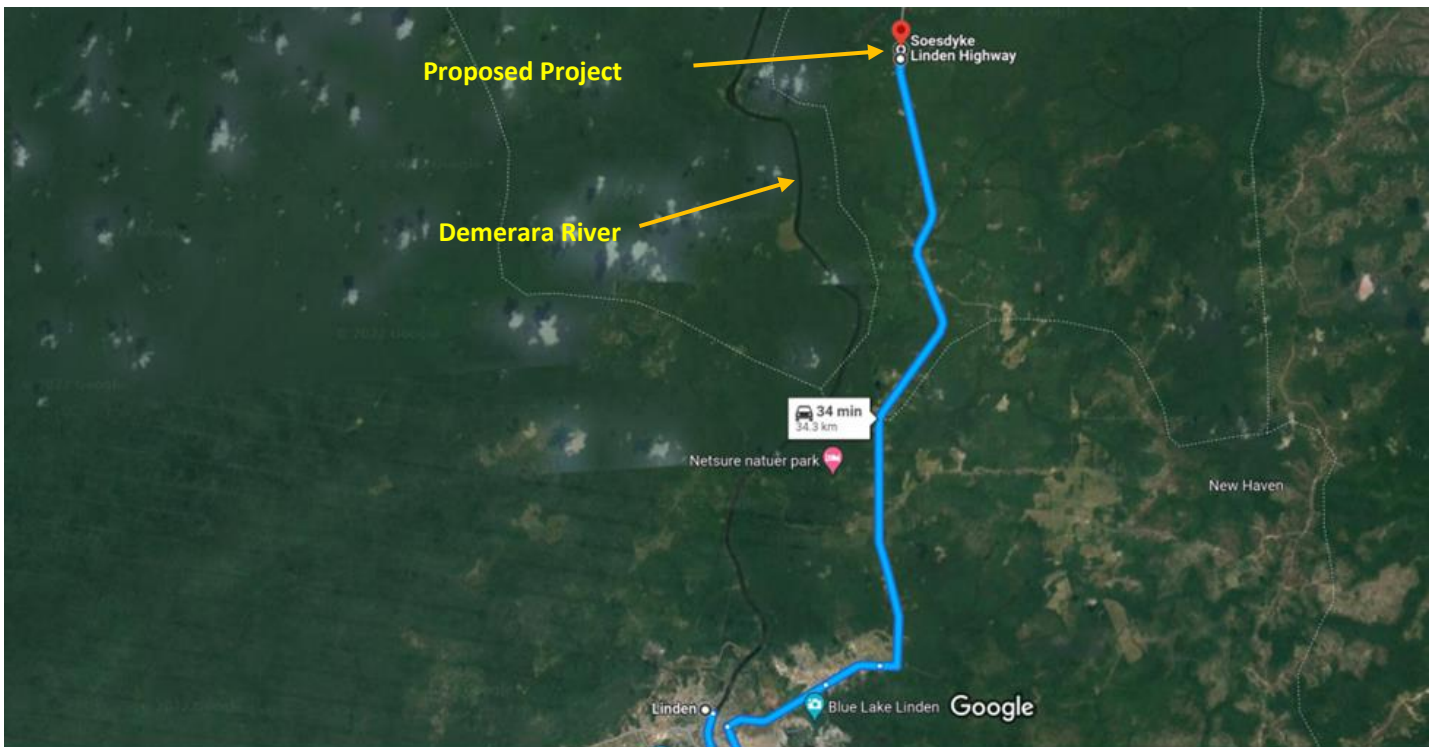 Soesdyke
Linden Highway
Proposed Project
Demerara River
34 min
34.3 km
Netsure natuer park
New Haven
Linden
Blue Lake Linden
Google